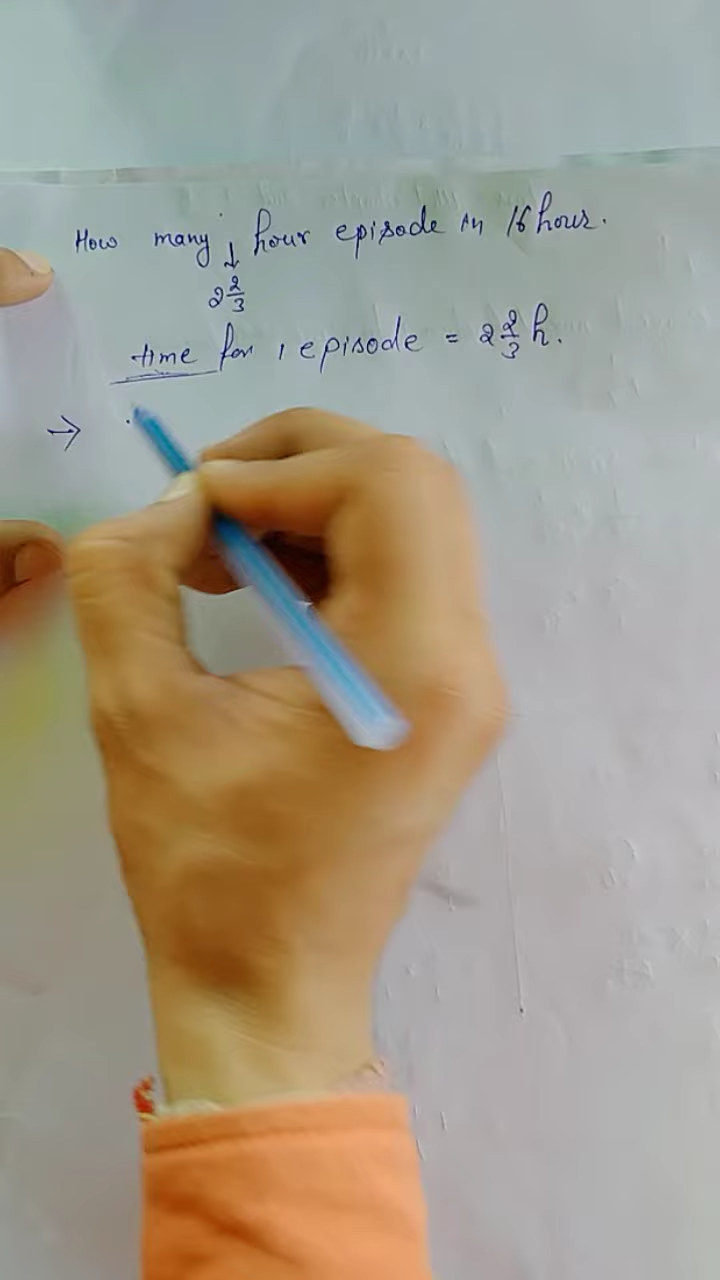 How many ↓ hour episode in 16 hour.
2 2/3
time for 1 episode = 2 2/3 h.
→